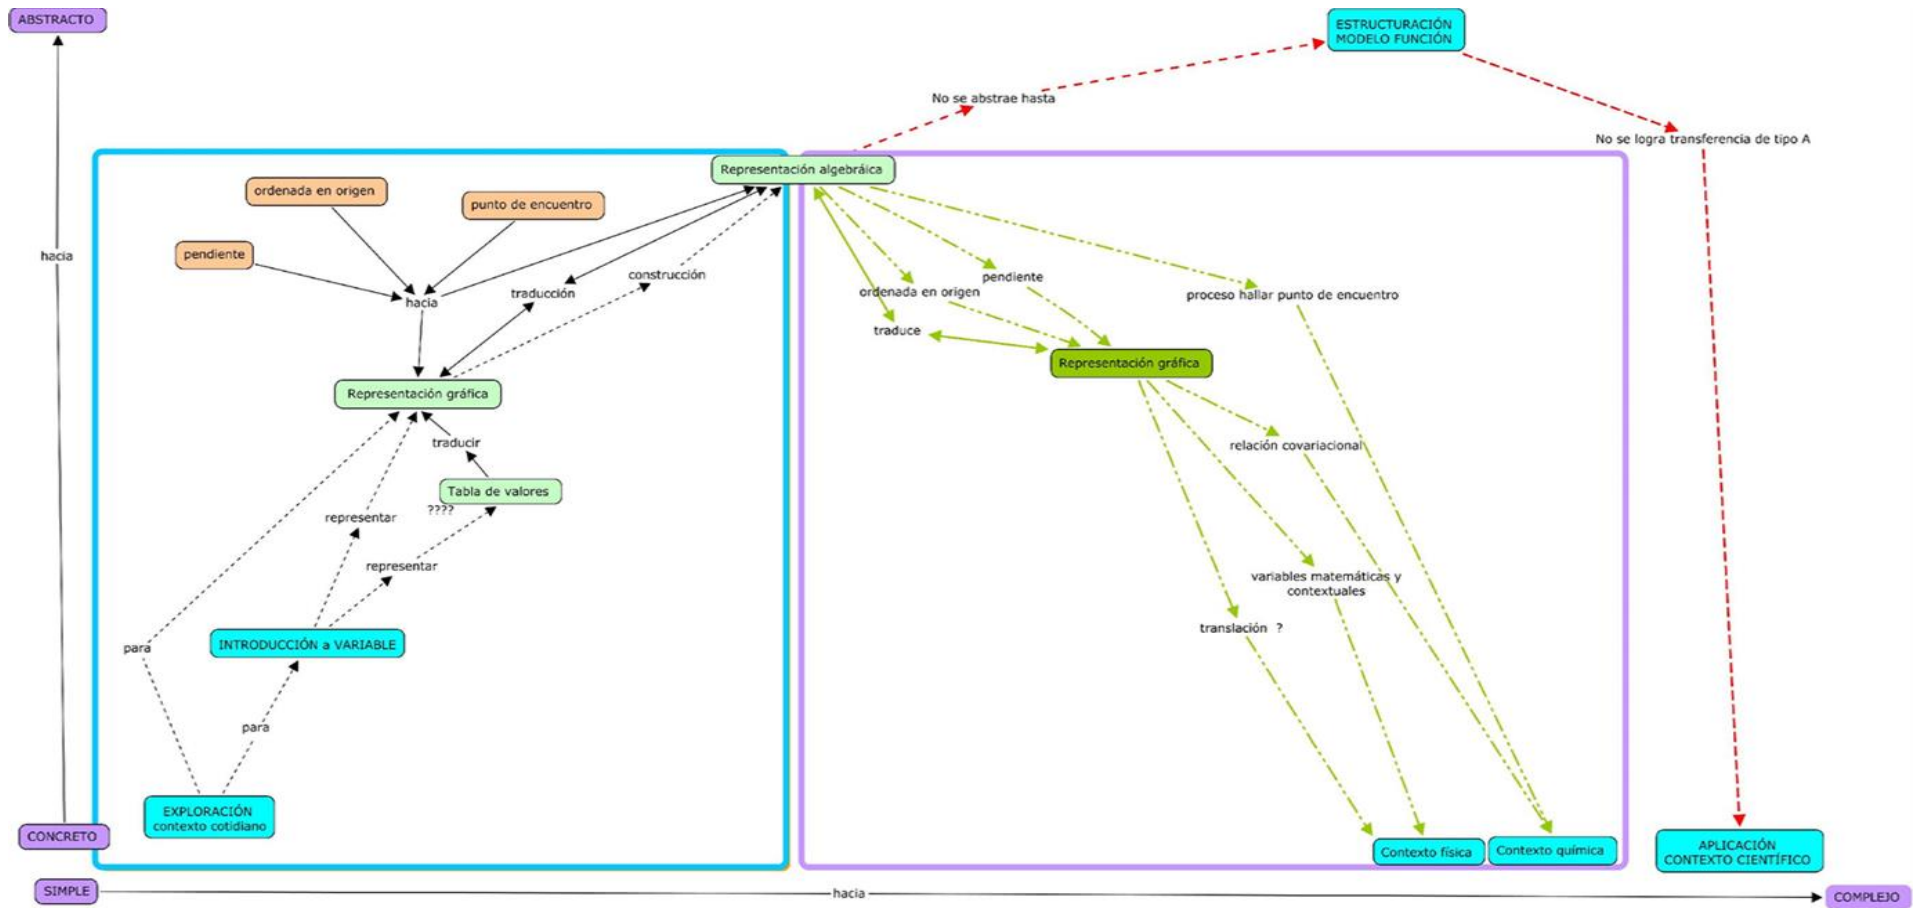 ABSTRACTO
ESTRUCTURACIÓN
MODELO FUNCIÓN
No se abstrae hasta
No se logra transferencia de tipo A
Representación algebráica
ordenada en origen
punto de encuentro
pendiente
hacia
hacia
traducción
construcción
pendiente
ordenada en origen
proceso hallar punto de encuentro
traduce
Representación gráfica
Representación gráfica
traducir
relación covariacional
Tabla de valores
????
representar
representar
variables matemáticas y
contextuales
translación ?
para
INTRODUCCIÓN a VARIABLE
para
EXPLORACIÓN
contexto cotidiano
CONCRETO
Contexto física
Contexto química
APLICACIÓN
CONTEXTO CIENTÍFICO
SIMPLE
hacia
COMPLEJO